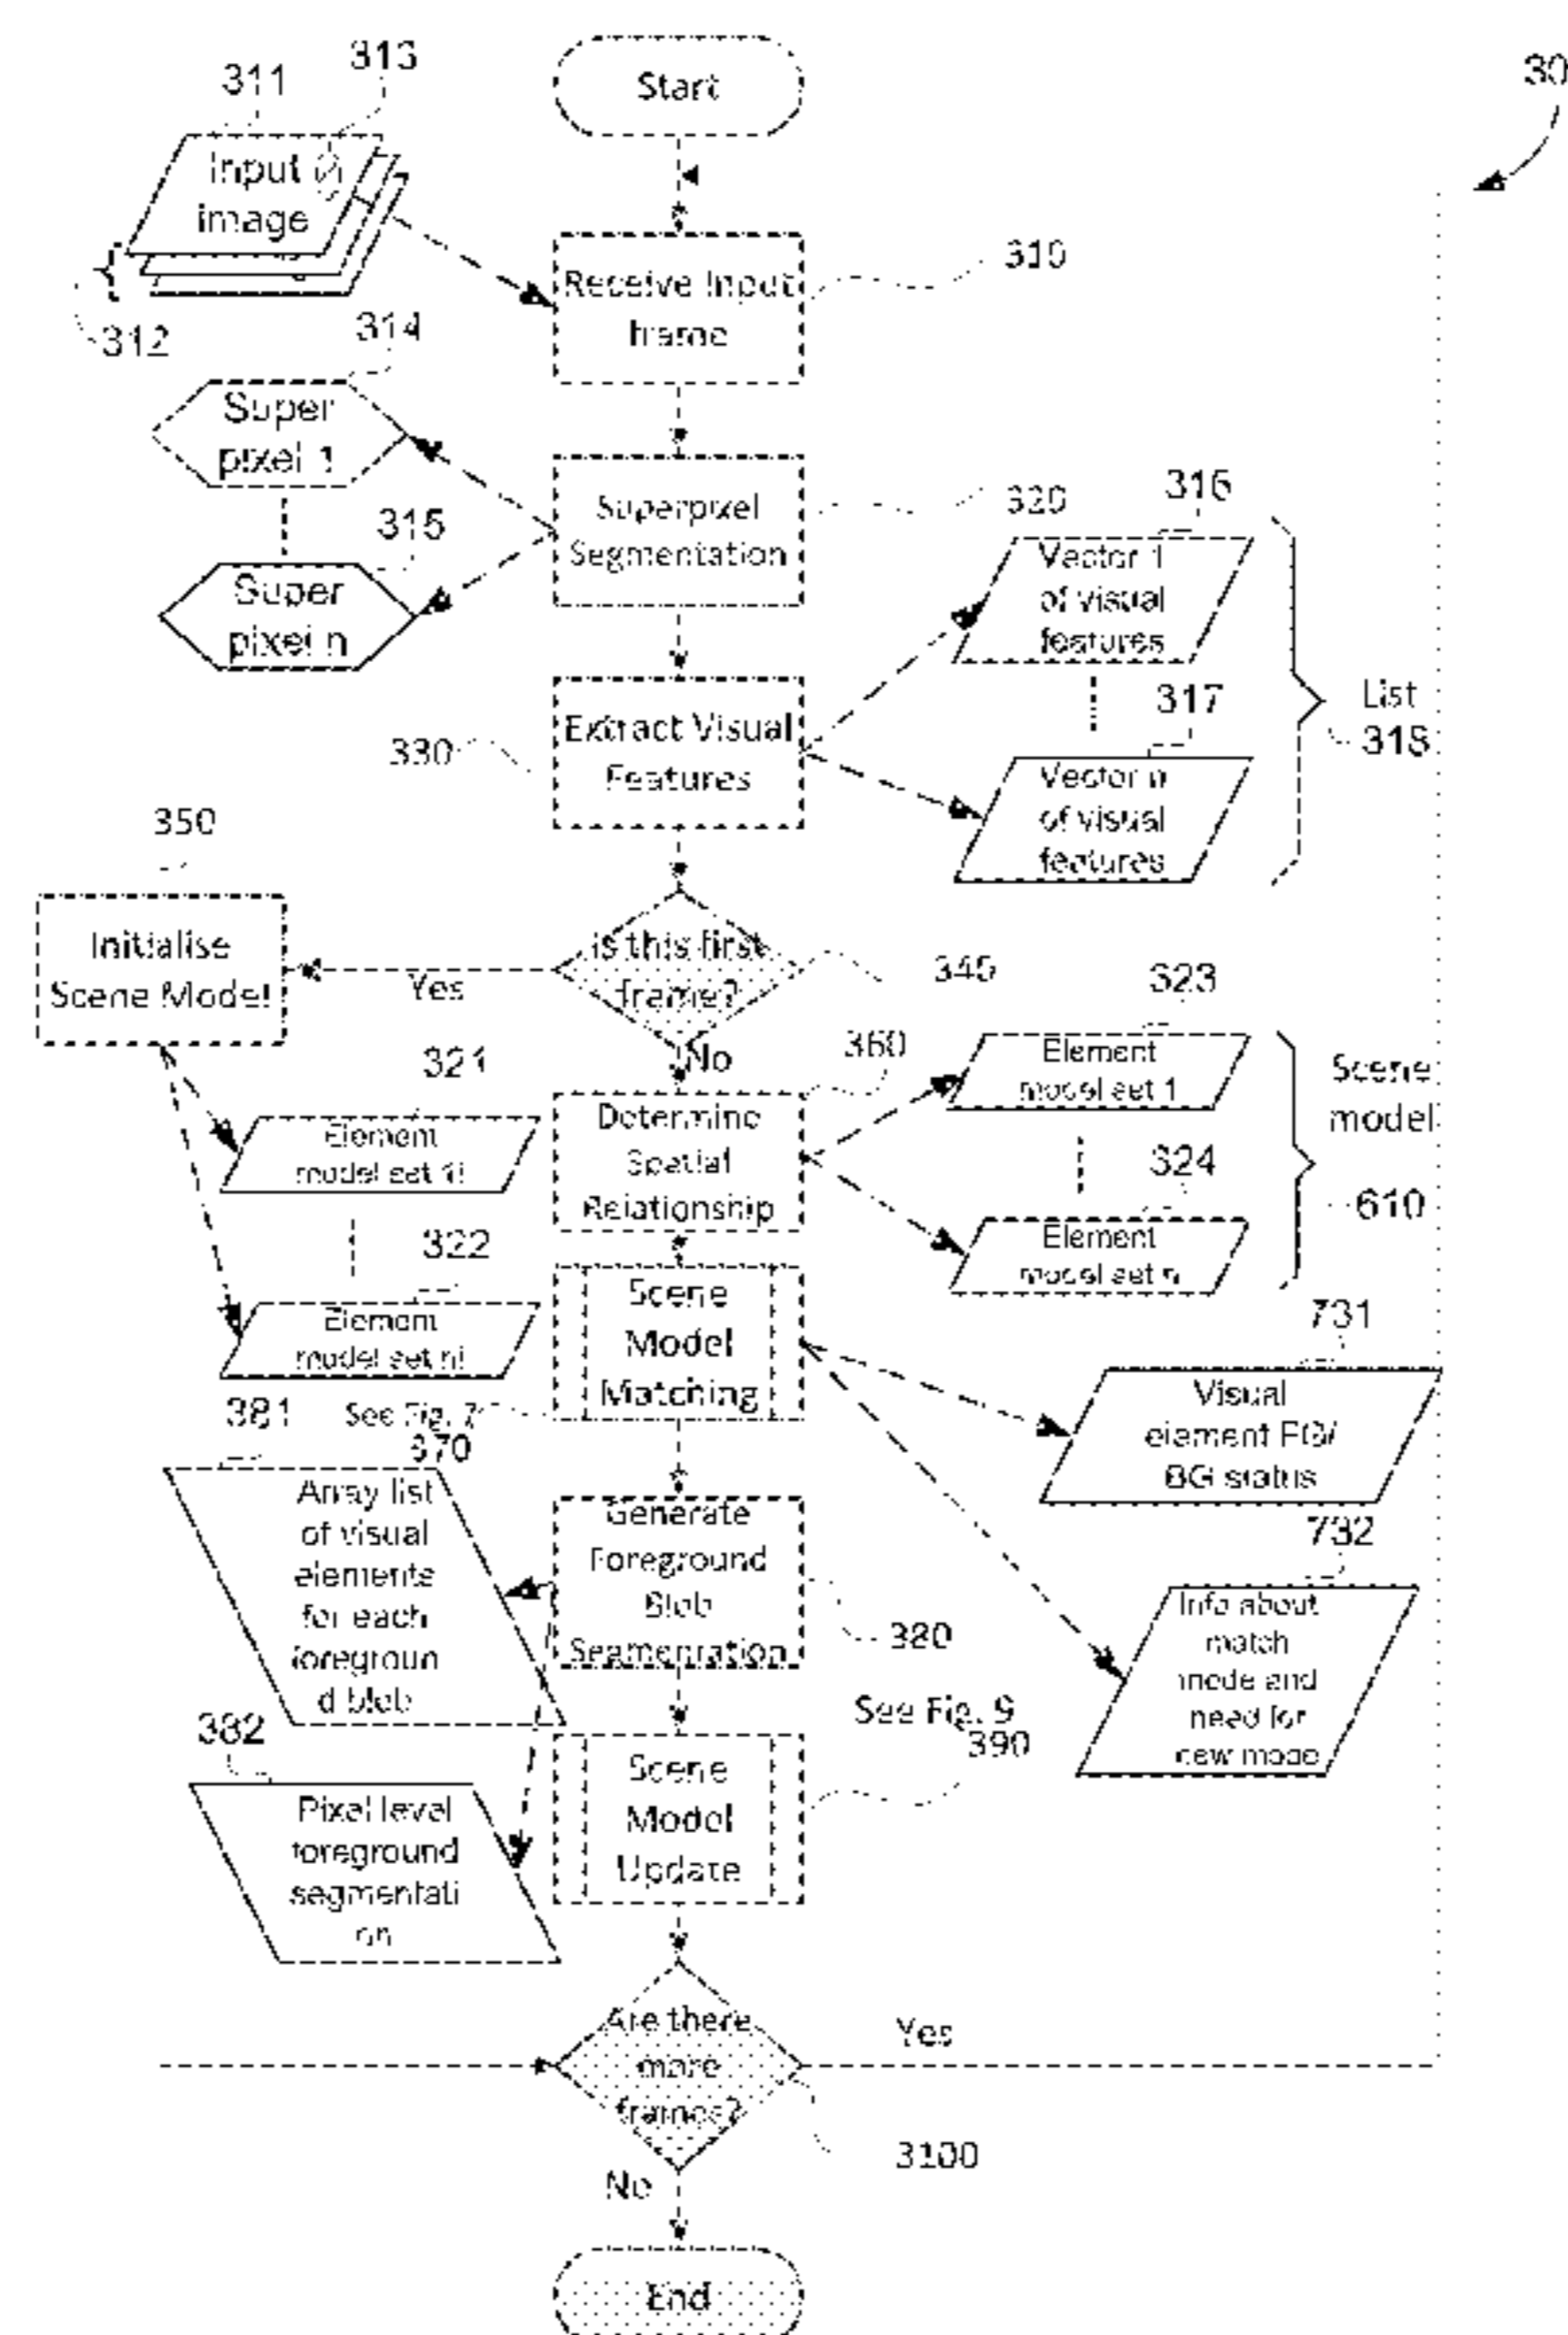 Start
30
311
313
Input
image
312
Receive Input
frame
310
314
Super
pixel 1
315
Super
pixel n
Superpixel
Segmentation
320
316
Vector 1
of visual
features
317
Vector n
of visual
features
List
318
Extract Visual
Features
330
350
Initialise
Scene Model
Yes
is this first
frame?
345
No
360
Determine
Spatial
Relationship
323
Element
model set 1
324
Element
model set n
Scene
model
610
321
Element
model set 1i
322
Element
model set ni
Scene
Model
Matching
See Fig. 7
370
731
Visual
element FG/
BG status
732
Info about
match
mode and
need for
new mode
381
Array list
of visual
elements
for each
foregroun
d blob
Generate
Foreground
Blob
Segmenration
380
382
Pixel level
foreground
segmentati
on
See Fig. 9
390
Scene
Model
Update
Are there
more
frames?
Yes
3100
No
End